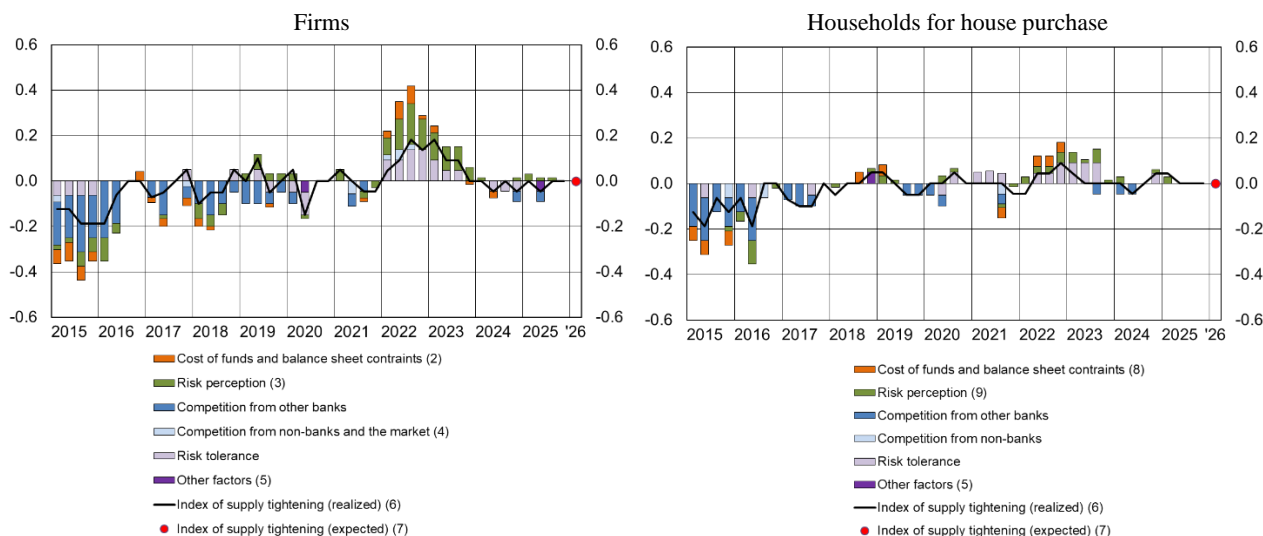 Firms
0.6 0.6
0.4 0.4
0.2 0.2
0.0 0.0
-0.2 -0.2
-0.4 -0.4
-0.6 -0.6
2015 2016 2017 2018 2019 2020 2021 2022 2023 2024 2025 '26
Cost of funds and balance sheet contraints (2)
Risk perception (3)
Competition from other banks
Competition from non-banks and the market (4)
Risk tolerance
Other factors (5)
Index of supply tightening (realized) (6)
Index of supply tightening (expected) (7)
Households for house purchase
0.6 0.6
0.4 0.4
0.2 0.2
0.0 0.0
-0.2 -0.2
-0.4 -0.4
-0.6 -0.6
2015 2016 2017 2018 2019 2020 2021 2022 2023 2024 2025 '26
Cost of funds and balance sheet contraints (8)
Risk perception (9)
Competition from other banks
Competition from non-banks
Risk tolerance
Other factors (5)
Index of supply tightening (realized) (6)
Index of supply tightening (expected) (7)